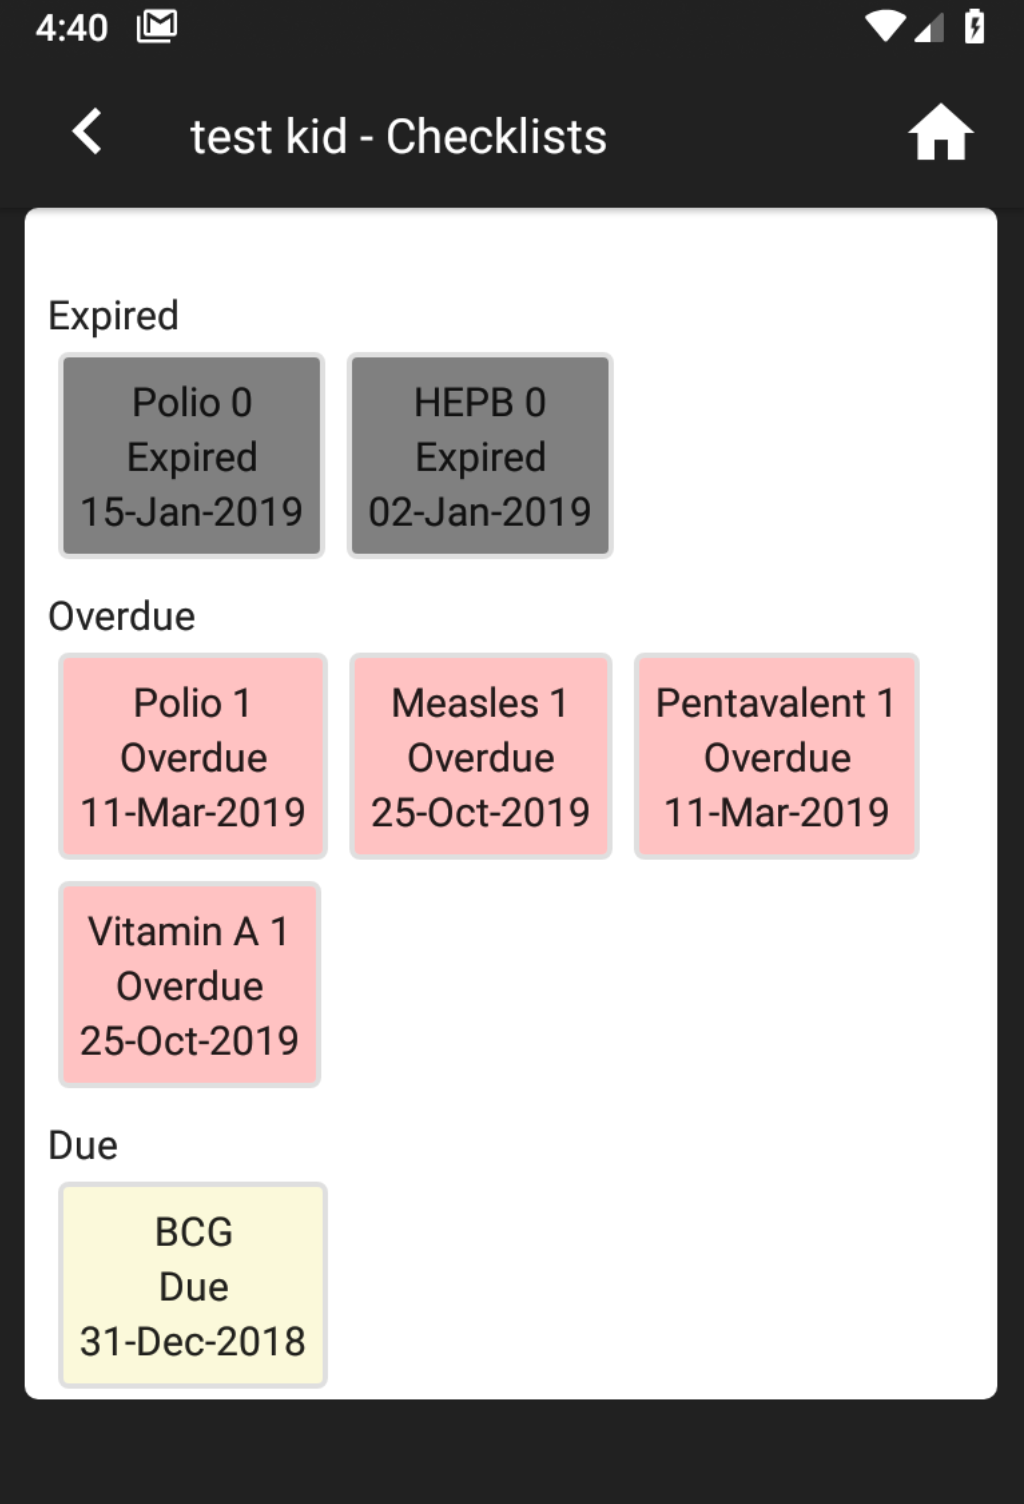 4:40
test kid - Checklists
Expired
Polio 0
Expired
15-Jan-2019
HEPB 0
Expired
02-Jan-2019
Overdue
Polio 1
Overdue
11-Mar-2019
Measles 1
Overdue
25-Oct-2019
Pentavalent 1
Overdue
11-Mar-2019
Vitamin A 1
Overdue
25-Oct-2019
Due
BCG
Due
31-Dec-2018